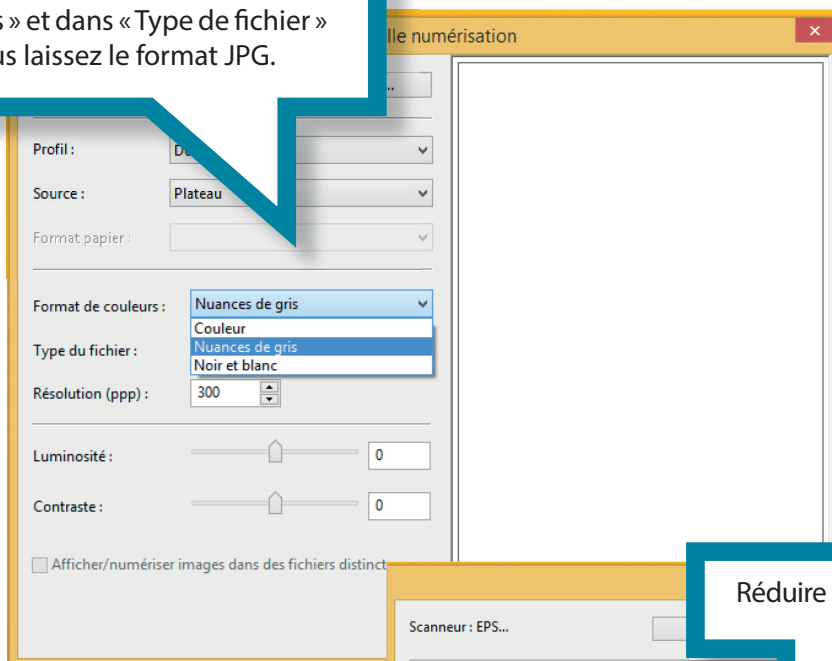 » et dans « Type de fichier »
laissez le format JPG.
numérisation
Profil :
Source :
Plateau
Format papier :
Format de couleurs :
Nuances de gris
Couleur
Nuances de gris
Noir et blanc
Type du fichier :
Résolution (ppp) :
300
Luminosité :
0
Contraste :
0
Afficher/numériser images dans des fichiers distinct
Réduire
Scanneur : EPS...